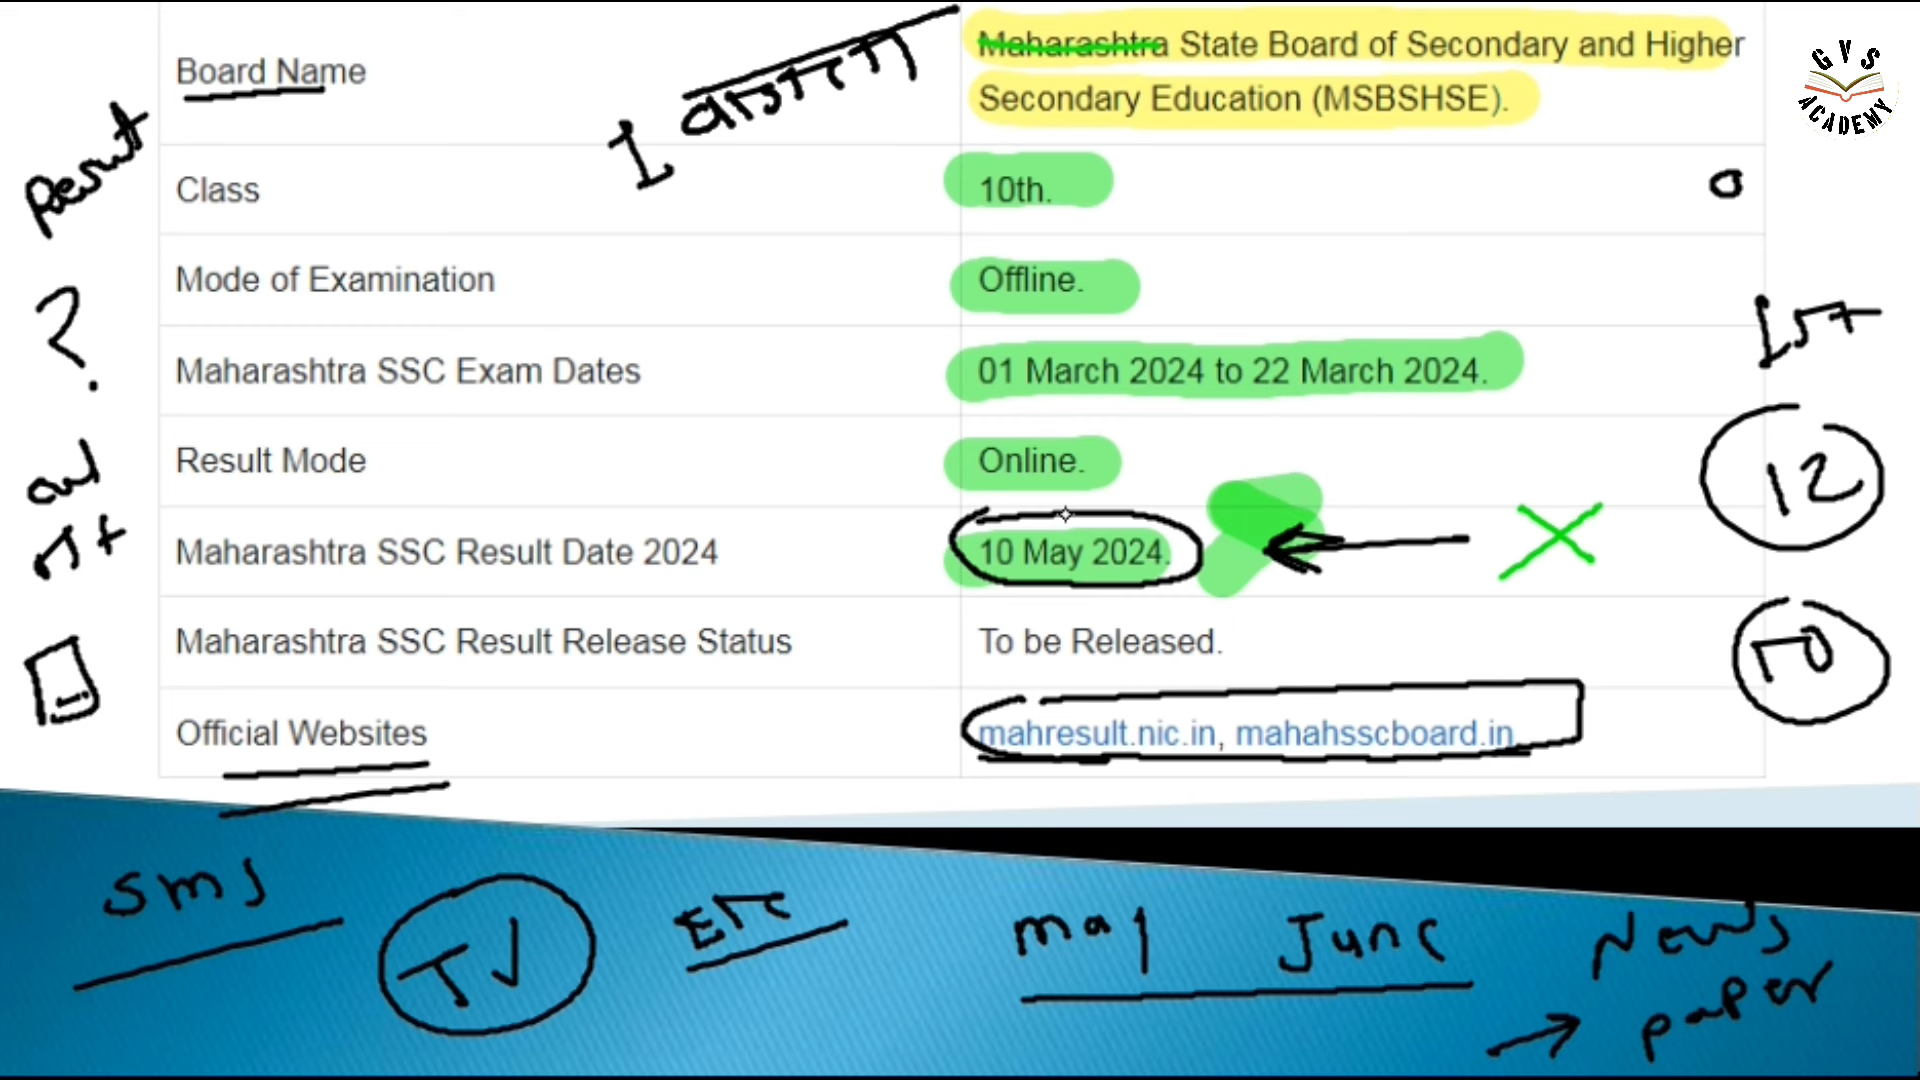 Board Name
Maharashtra State Board of Secondary and Higher
Secondary Education (MSBSHSE).
GVS
ACADEMY
Result
Class
10th.
Mode of Examination
Offline.
?
Ist
Maharashtra SSC Exam Dates
01 March 2024 to 22 March 2024.
Result Mode
Online.
12
Maharashtra SSC Result Date 2024
10 May 2024.
Maharashtra SSC Result Release Status
To be Released.
10
Official Websites
mahresult.nic.in, mahahsscboard.in.
SMS
TV
ETC
may June
News
paper